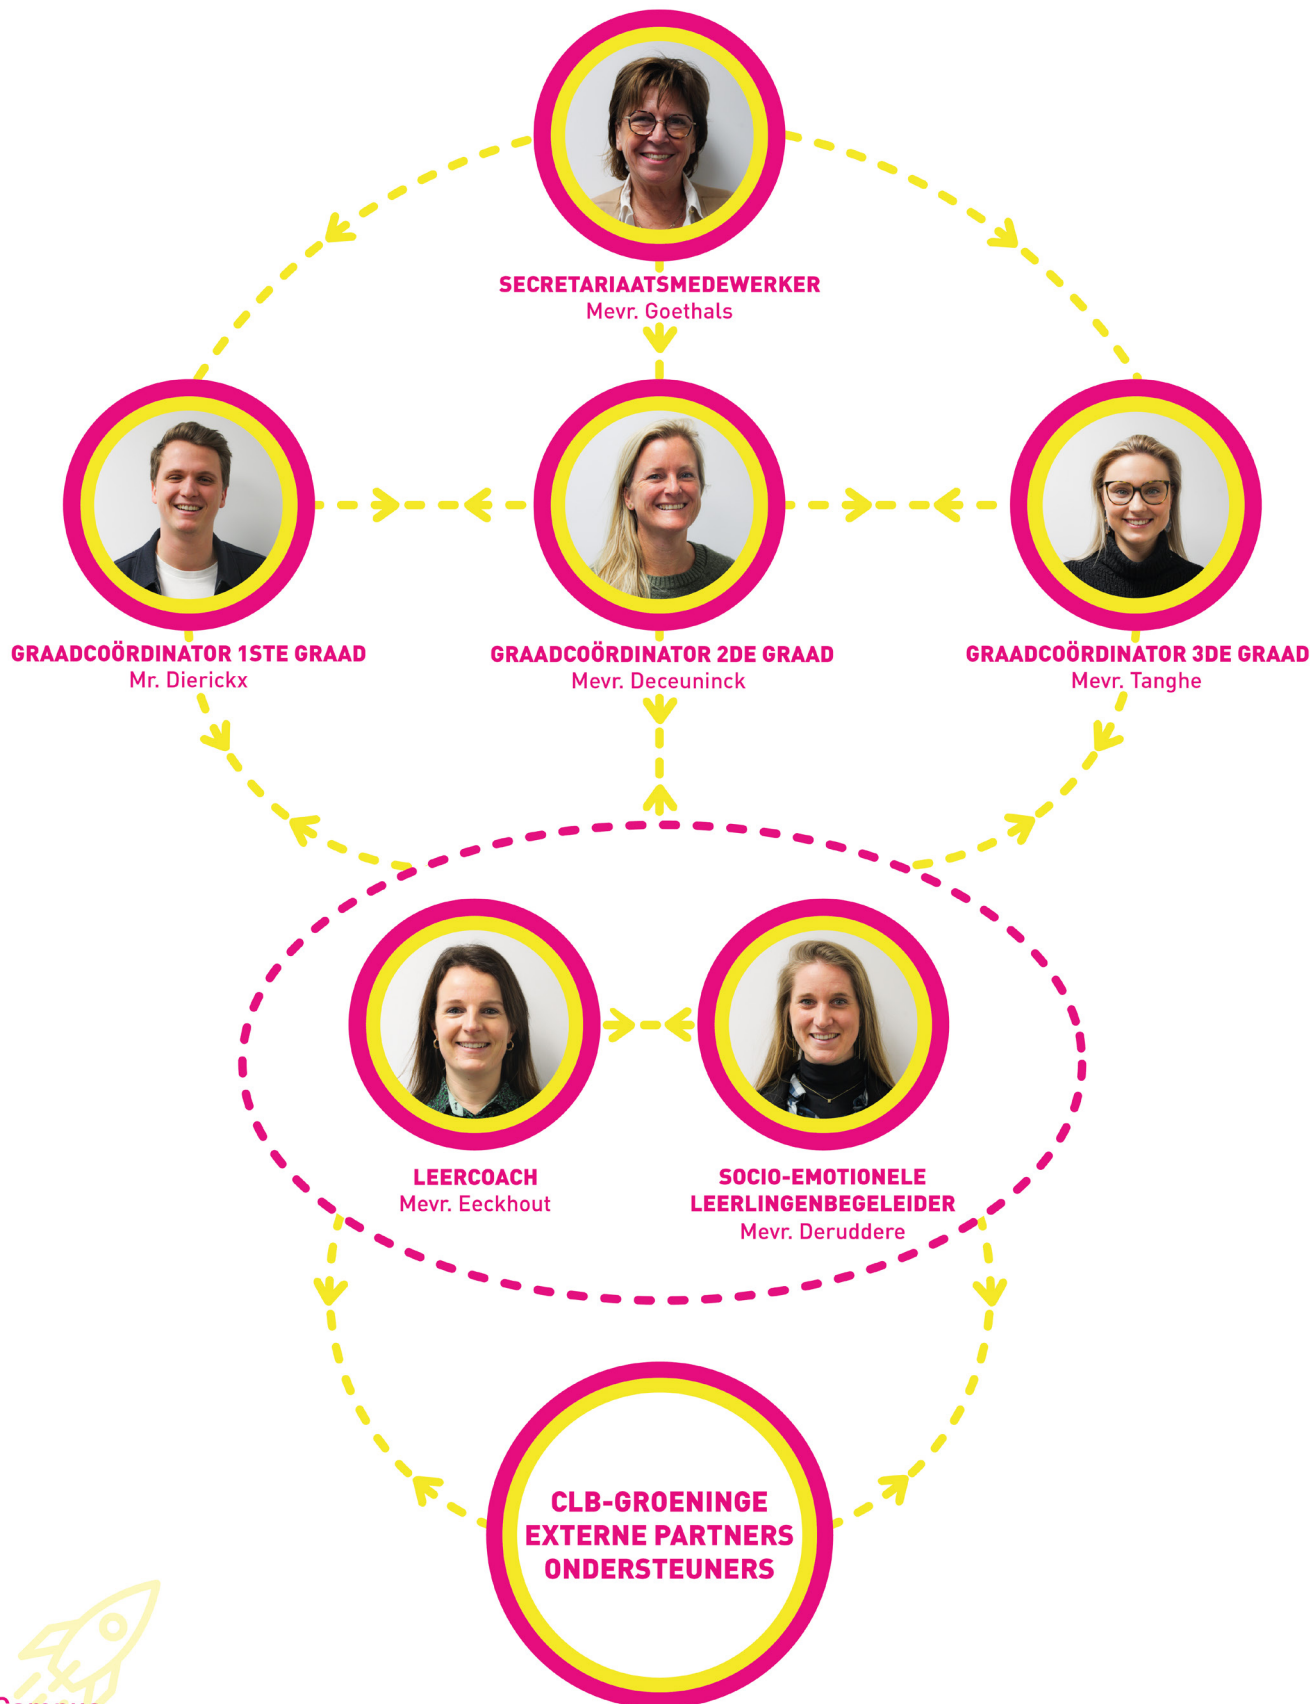 SECRETARIAATSMEDEWERKER
Mevr. Goethals
GRAADCOÖRDINATOR 1STE GRAAD
Mr. Dierickx
GRAADCOÖRDINATOR 2DE GRAAD
Mevr. Deceuninck
GRAADCOÖRDINATOR 3DE GRAAD
Mevr. Tanghe
LEERCOACH
Mevr. Eeckhout
SOCIO-EMOTIONELE
LEERLINGENBEGELEIDER
Mevr. Deruddere
CLB-GROENINGE
EXTERNE PARTNERS
ONDERSTEUNERS